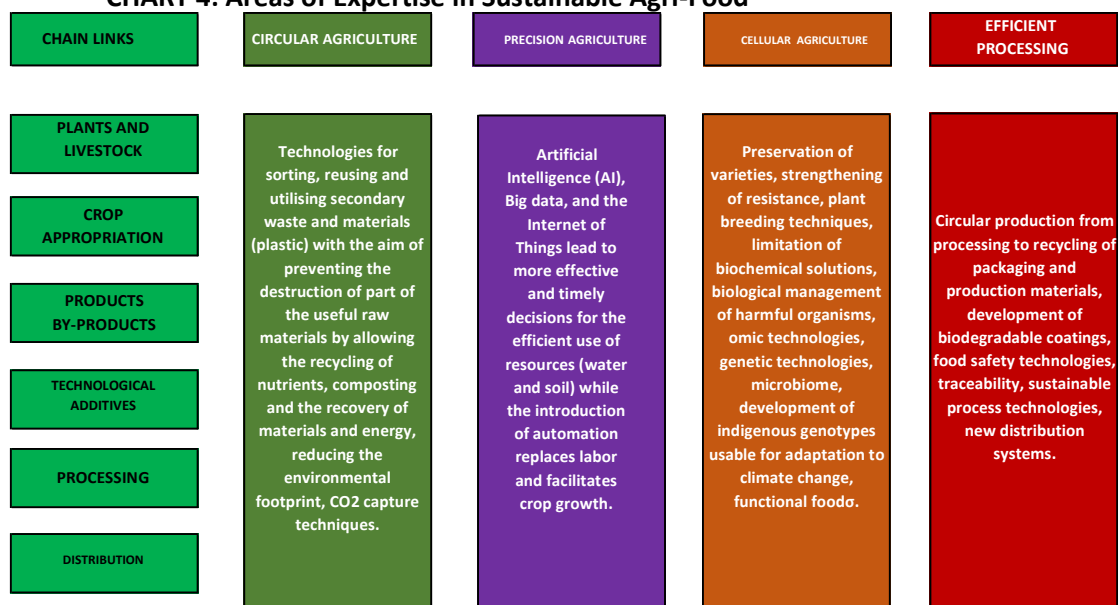 CHART 4: Areas of Expertise in Sustainable Agri-Food
CHAIN LINKS
CIRCULAR AGRICULTURE
PRECISION AGRICULTURE
CELLULAR AGRICULTURE
EFFICIENT
PROCESSING
PLANTS AND
LIVESTOCK
CROP
APPROPRIATION
PRODUCTS
BY-PRODUCTS
TECHNOLOGICAL
ADDITIVES
PROCESSING
DISTRIBUTION
Technologies for
sorting, reusing and
utilising secondary
waste and materials
(plastic) with the aim of
preventing the
destruction of part of
the useful raw
materials by allowing
the recycling of
nutrients, composting
and the recovery of
materials and energy,
reducing the
environmental
footprint, CO2 capture
techniques.
Artificial
Intelligence (AI),
Big data, and the
Internet of
Things lead to
more effective
and timely
decisions for the
efficient use of
resources (water
and soil) while
the introduction
of automation
replaces labor
and facilitates
crop growth.
Preservation of
varieties, strengthening
of resistance, plant
breeding techniques,
limitation of
biochemical solutions,
biological management
of harmful organisms,
omic technologies,
genetic technologies,
microbiome,
development of
indigenous genotypes
usable for adaptation to
climate change,
functional foodσ.
Circular production from
processing to recycling of
packaging and
production materials,
development of
biodegradable coatings,
food safety technologies,
traceability, sustainable
process technologies,
new distribution
systems.